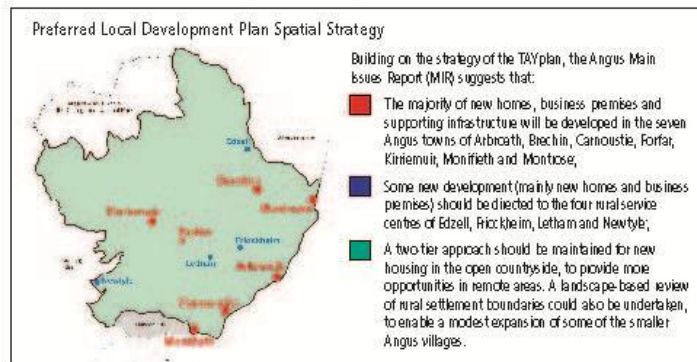 Preferred Local Development Plan Spatial Strategy
Building on the strategy of the TAYplan, the Angus Main
Issues Report (MIR) suggests that:
The majority of new homes, business premises and
supporting infrastructure will be developed in the seven
Angus towns of Arbroath, Brechin, Carnoustie, Forfar,
Kirriemuir, Monifieth and Montrose;
Some new development (mainly new homes and business
premises) should be directed to the four rural service
centres of Edzell, Fricckheim, Letham and Newtyle;
A two-tier approach should be maintained for new
housing in the open countryside, to provide more
opportunities in remote areas. A landscape-based review
of rural settlement boundaries could also be undertaken,
to enable a modest expansion of some of the smaller
Angus villages.
Edzell
Brechin
Montrose
Kirriemuir
Forfar
Friockheim
Letham
Arbroath
Newtyle
Carnoustie
Monifieth